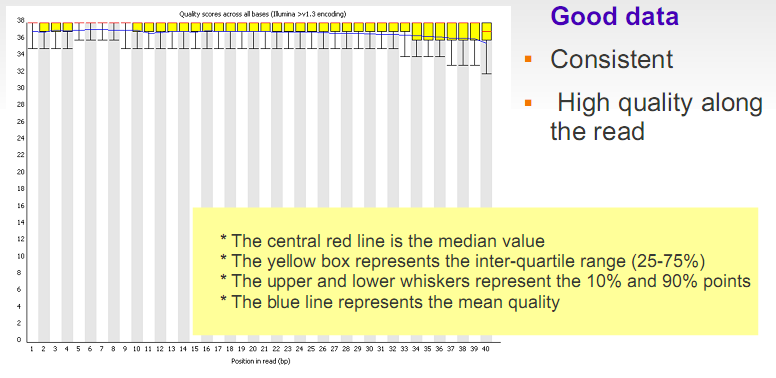 Quality scores across all bases (Illumina >v1.3 encoding)
38
36
34
32
30
28
26
24
22
20
18
16
14
12
10
8
6
4
2
0
1 2 3 4 5 6 7 8 9 10 11 12 13 14 15 16 17 18 19 20 21 22 23 24 25 26 27 28 29 30 31 32 33 34 35 36 37 38 39 40
Position in read (bp)
Good data
▪ Consistent
▪ High quality along
the read
* The central red line is the median value
* The yellow box represents the inter-quartile range (25-75%)
* The upper and lower whiskers represent the 10% and 90% points
* The blue line represents the mean quality